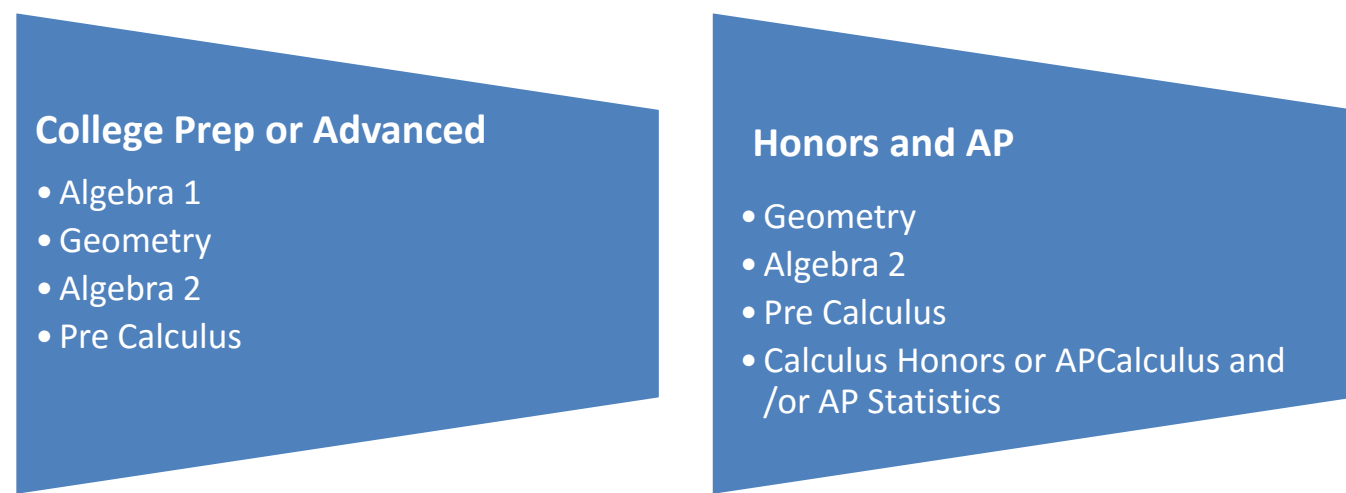 College Prep or Advanced
• Algebra 1
• Geometry
• Algebra 2
• Pre Calculus
Honors and AP
• Geometry
• Algebra 2
• Pre Calculus
• Calculus Honors or APCalculus and
/or AP Statistics